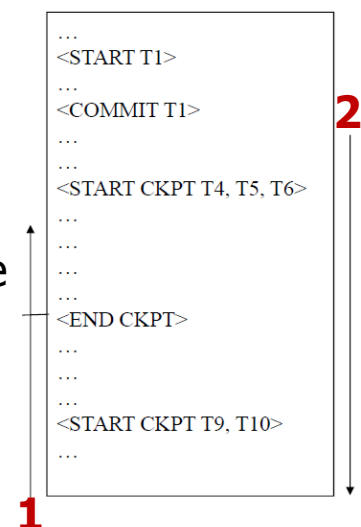 …
<START T1>
…
<COMMIT T1>
2
…
…
<START CKPT T4, T5, T6>
…
…
…
e
…
<END CKPT>
…
…
…
<START CKPT T9, T10>
…
1